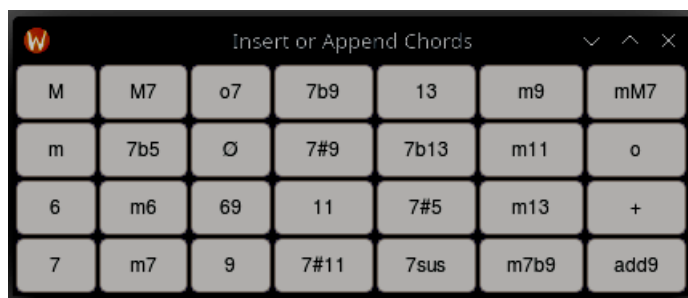 W Insert or Append Chords
M M7 o7 7b9 13 m9 mM7
m 7b5 Ø 7#9 7b13 m11 o
6 m6 69 11 7#5 m13 +
7 m7 9 7#11 7sus m7b9 add9